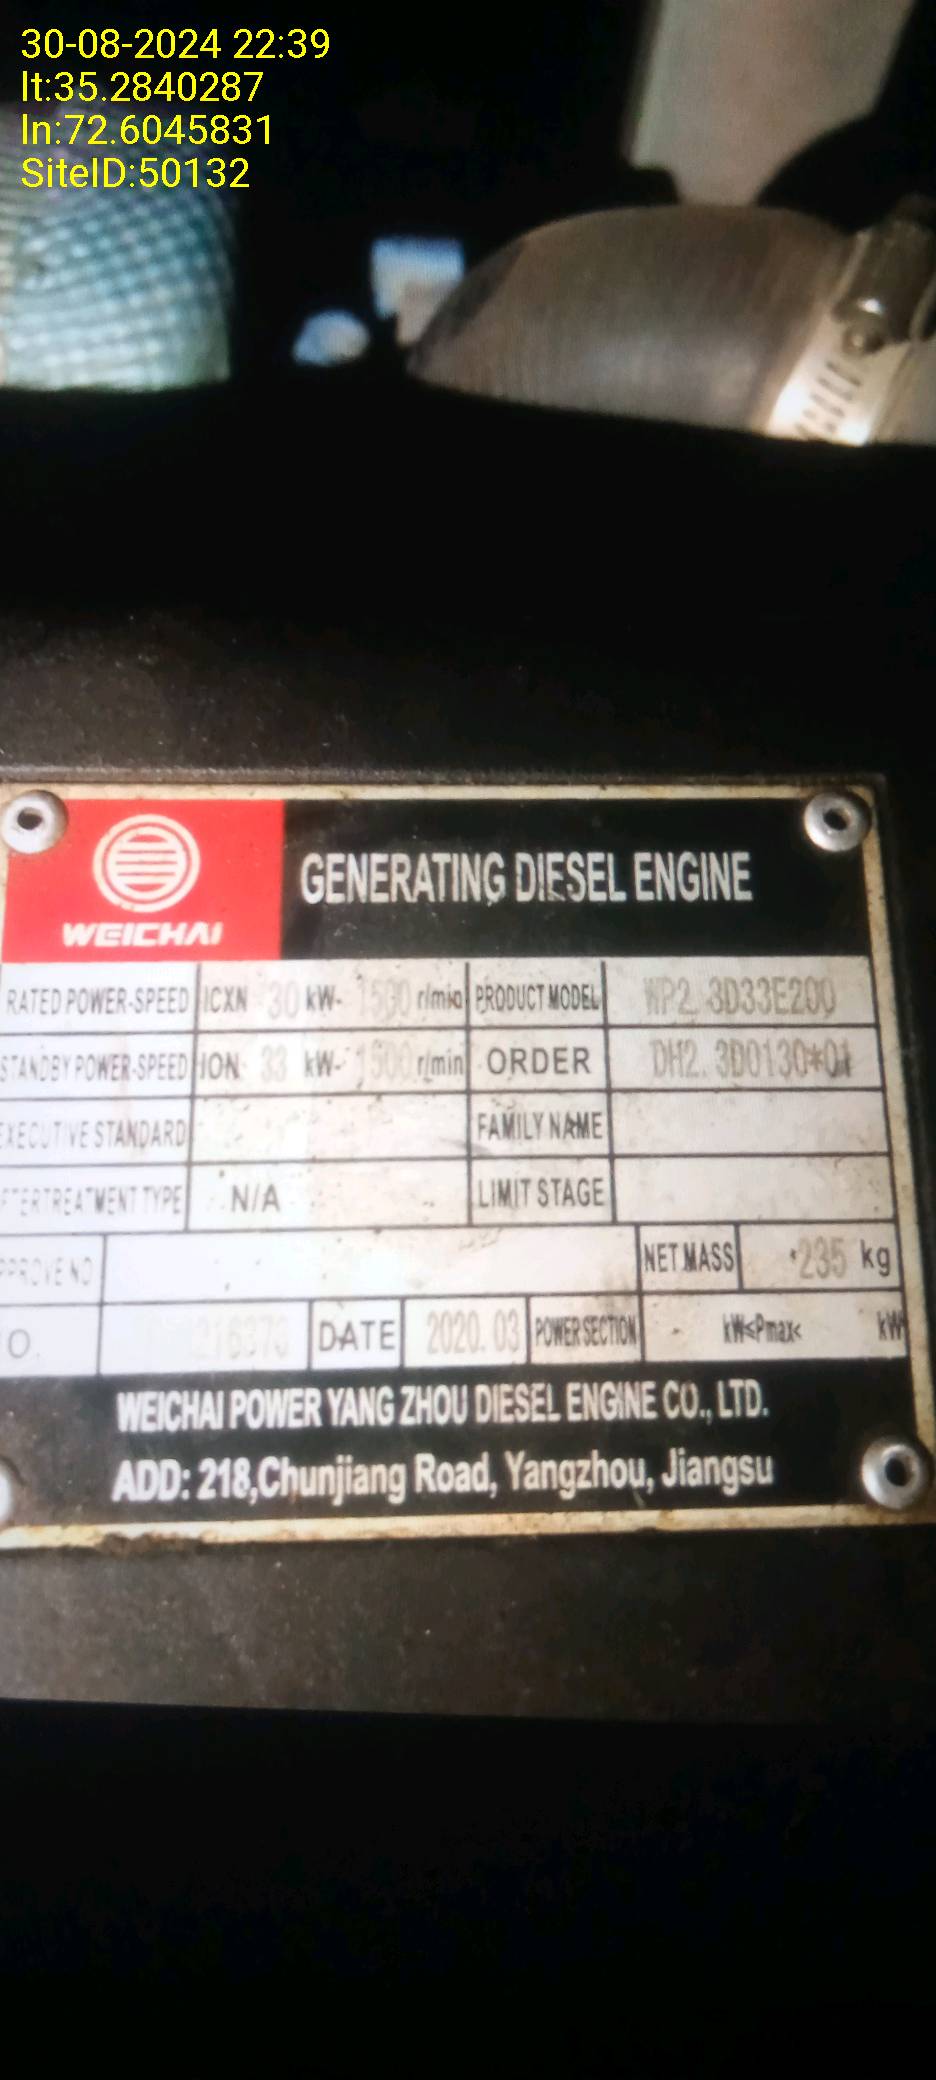 30-08-2024 22:39
lt:35.2840287
ln:72.6045831
SiteID:50132
WEICHAI
GENERATING DIESEL ENGINE
RATED POWER-SPEED ICXN 30 kW- 1500 r/min PRODUCT MODEL WP2.3D33E200
STANDBY POWER-SPEED ION 33 kW- 1500 r/min ORDER DH2.3D0130*01
EXECUTIVE STANDARD FAMILY NAME
TREATMENT TYPE N/A LIMIT STAGE
NET MASS 235 kg
O. DATE 2020.03 POWER SECTION kW≤Pmax< kW
WEICHAI POWER YANG ZHOU DIESEL ENGINE CO., LTD.
ADD: 218,Chunjiang Road, Yangzhou, Jiangsu